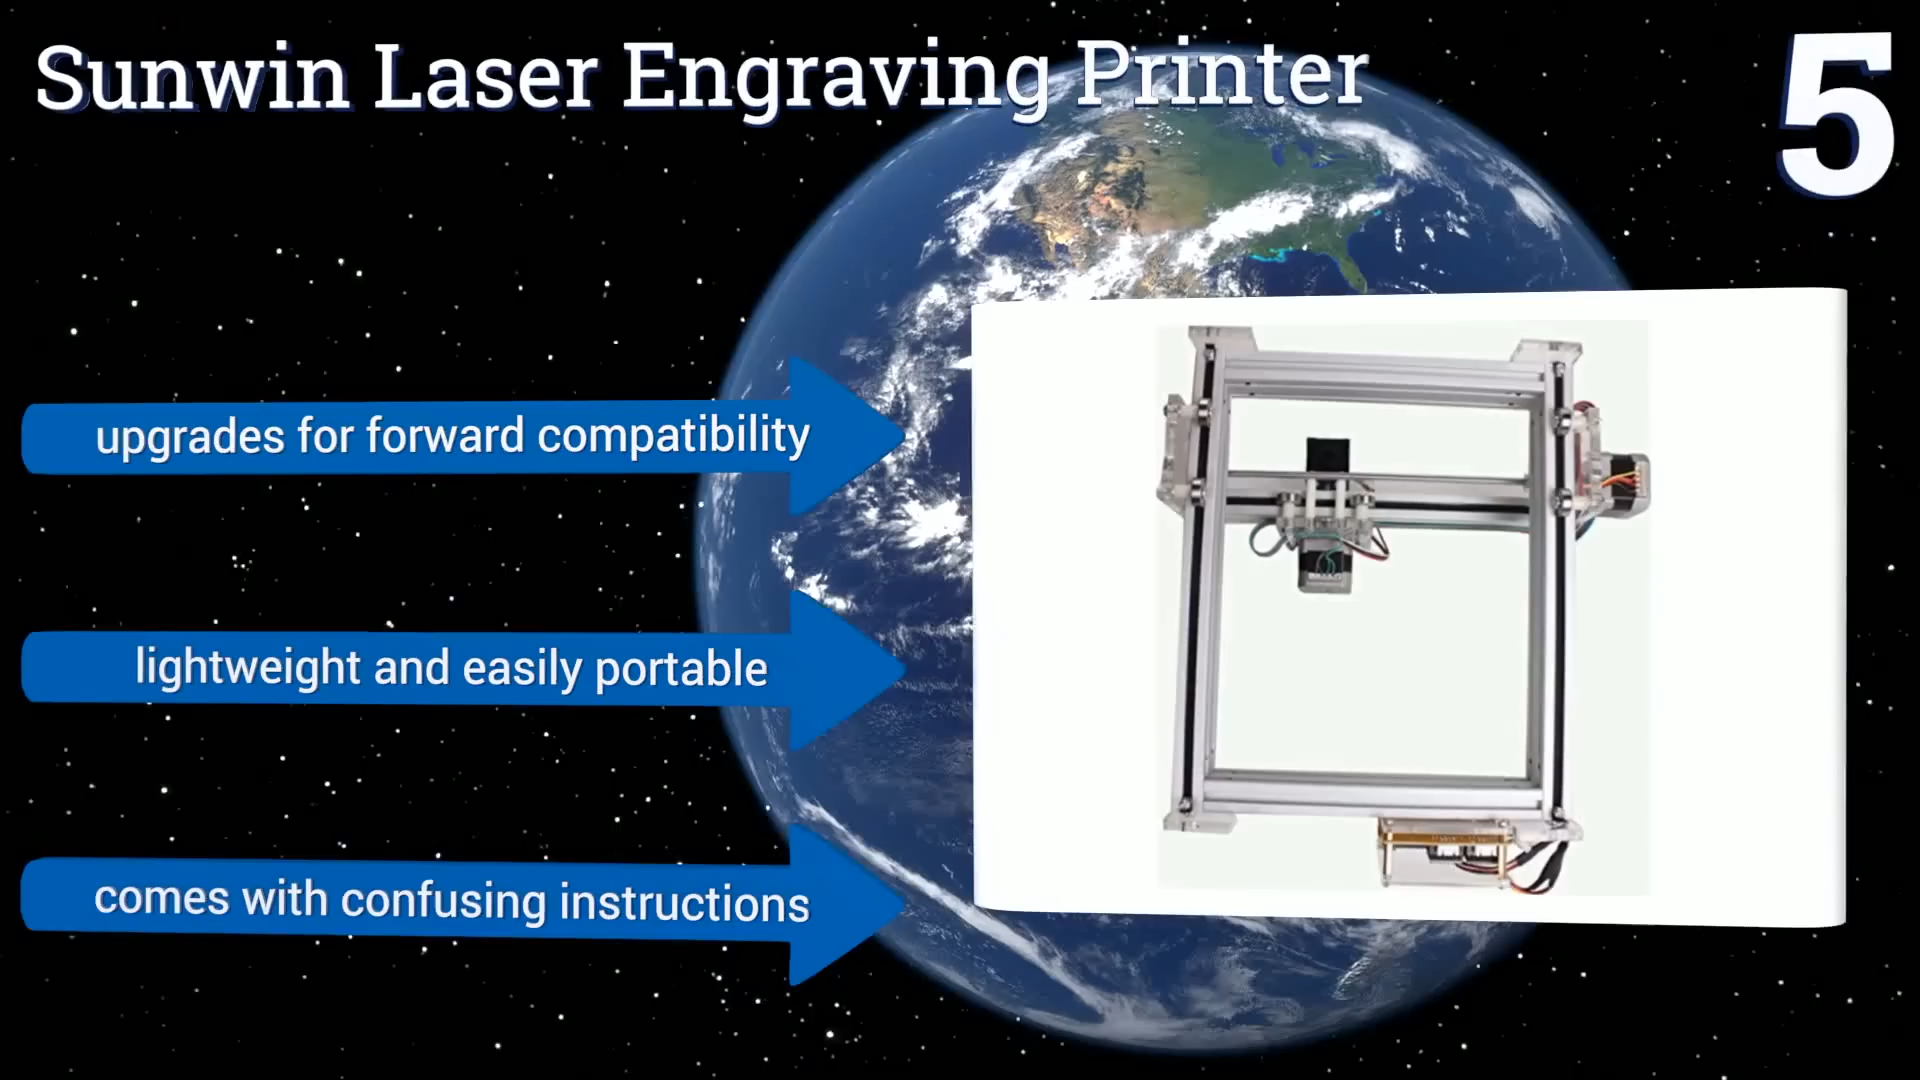 Sunwin Laser Engraving Printer
5
upgrades for forward compatibility
lightweight and easily portable
comes with confusing instructions